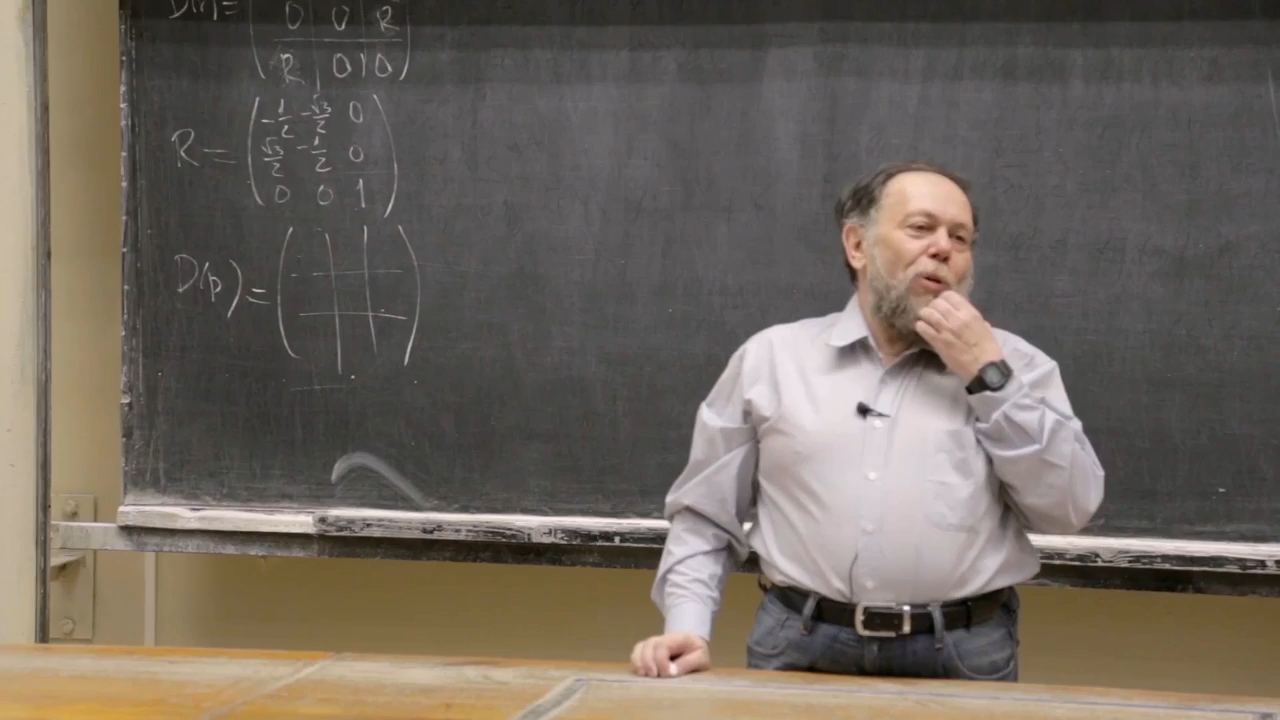 D(r)=
0 0 R
R 0 0
R = ( -1/2 -√3/2 0
√3/2 -1/2 0
0 0 1 )
D(p) = ( )